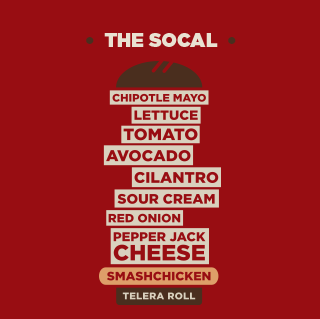 THE SOCAL
CHIPOTLE MAYO
LETTUCE
TOMATO
AVOCADO
CILANTRO
SOUR CREAM
RED ONION
PEPPER JACK
CHEESE
SMASHCHICKEN
TELERA ROLL